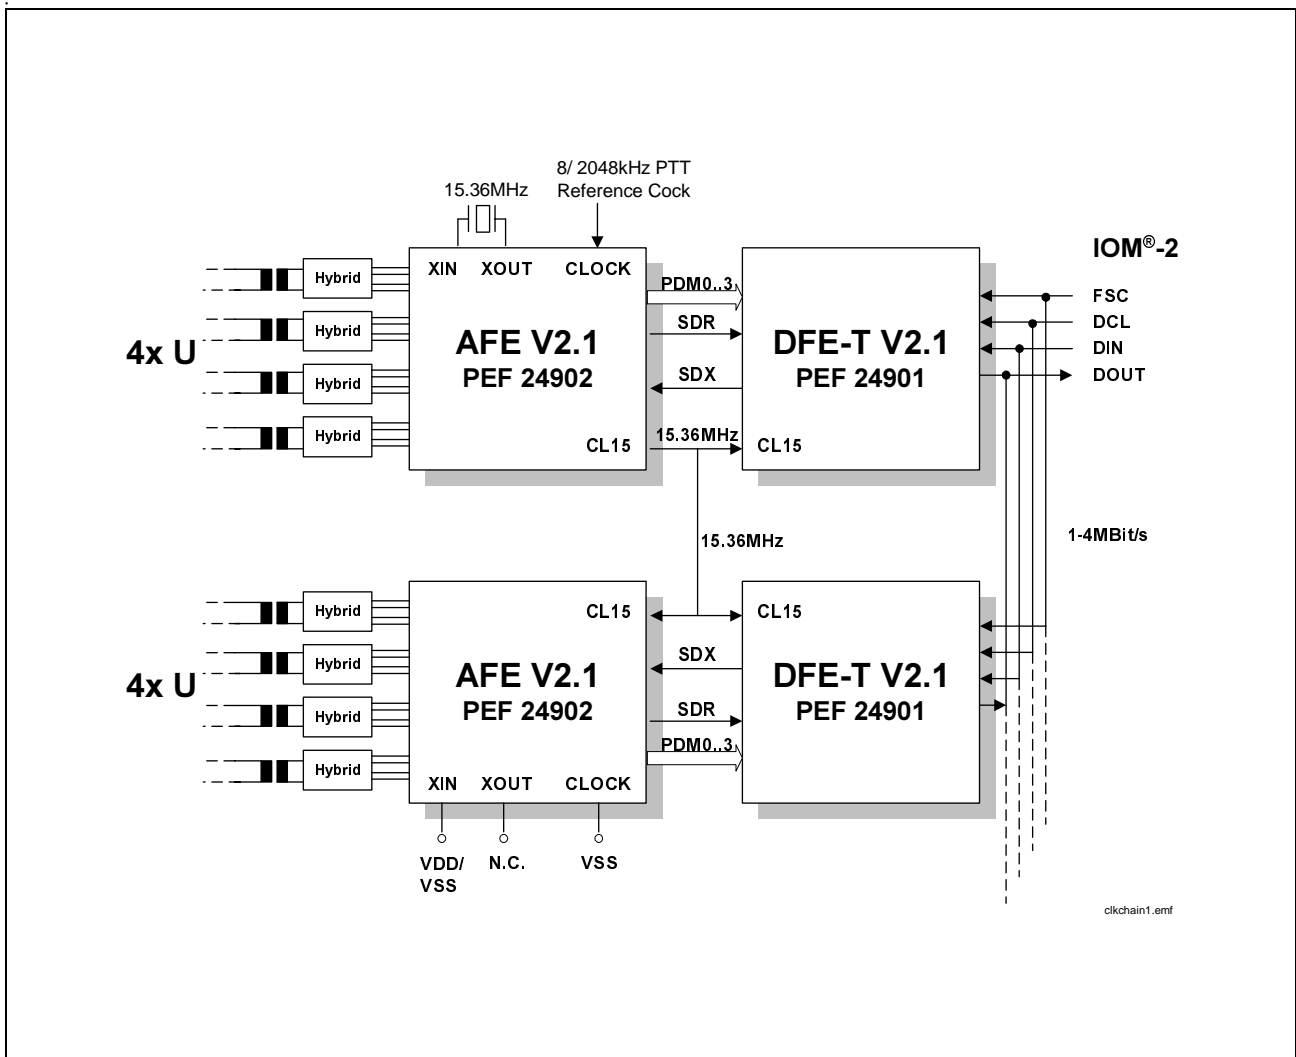 .
8/ 2048kHz PTT
Reference Cock
15.36MHz
IOM®-2
XIN XOUT CLOCK
Hybrid
PDM0..3
FSC
SDR
DCL
Hybrid
4x U
AFE V2.1
PEF 24902
DFE-T V2.1
PEF 24901
DIN
DOUT
SDX
Hybrid
Hybrid
15.36MHz
CL15
CL15
15.36MHz
1-4MBit/s
Hybrid
CL15
CL15
Hybrid
SDX
4x U
AFE V2.1
PEF 24902
DFE-T V2.1
PEF 24901
Hybrid
SDR
PDM0..3
Hybrid
XIN XOUT CLOCK
VDD/
VSS
N.C.
VSS
clkchain1.emf